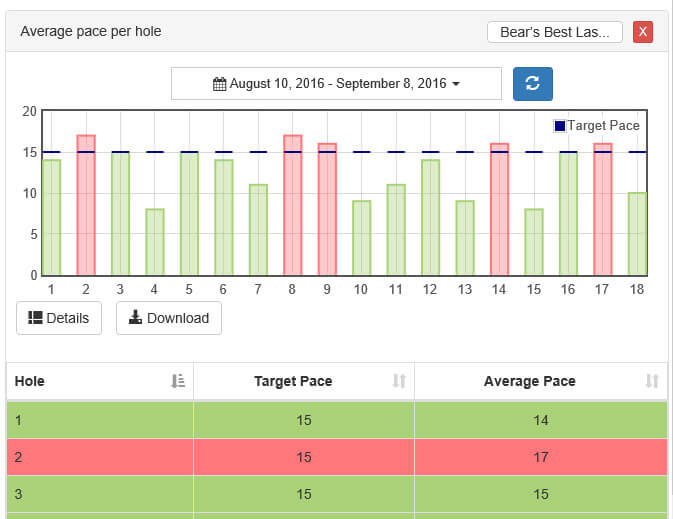 Average pace per hole
Bear's Best Las...
X
August 10, 2016 - September 8, 2016
20
Target Pace
15
10
5
0
1 2 3 4 5 6 7 8 9 10 11 12 13 14 15 16 17 18
Details Download
Hole Target Pace Average Pace
1 15 14
2 15 17
3 15 15